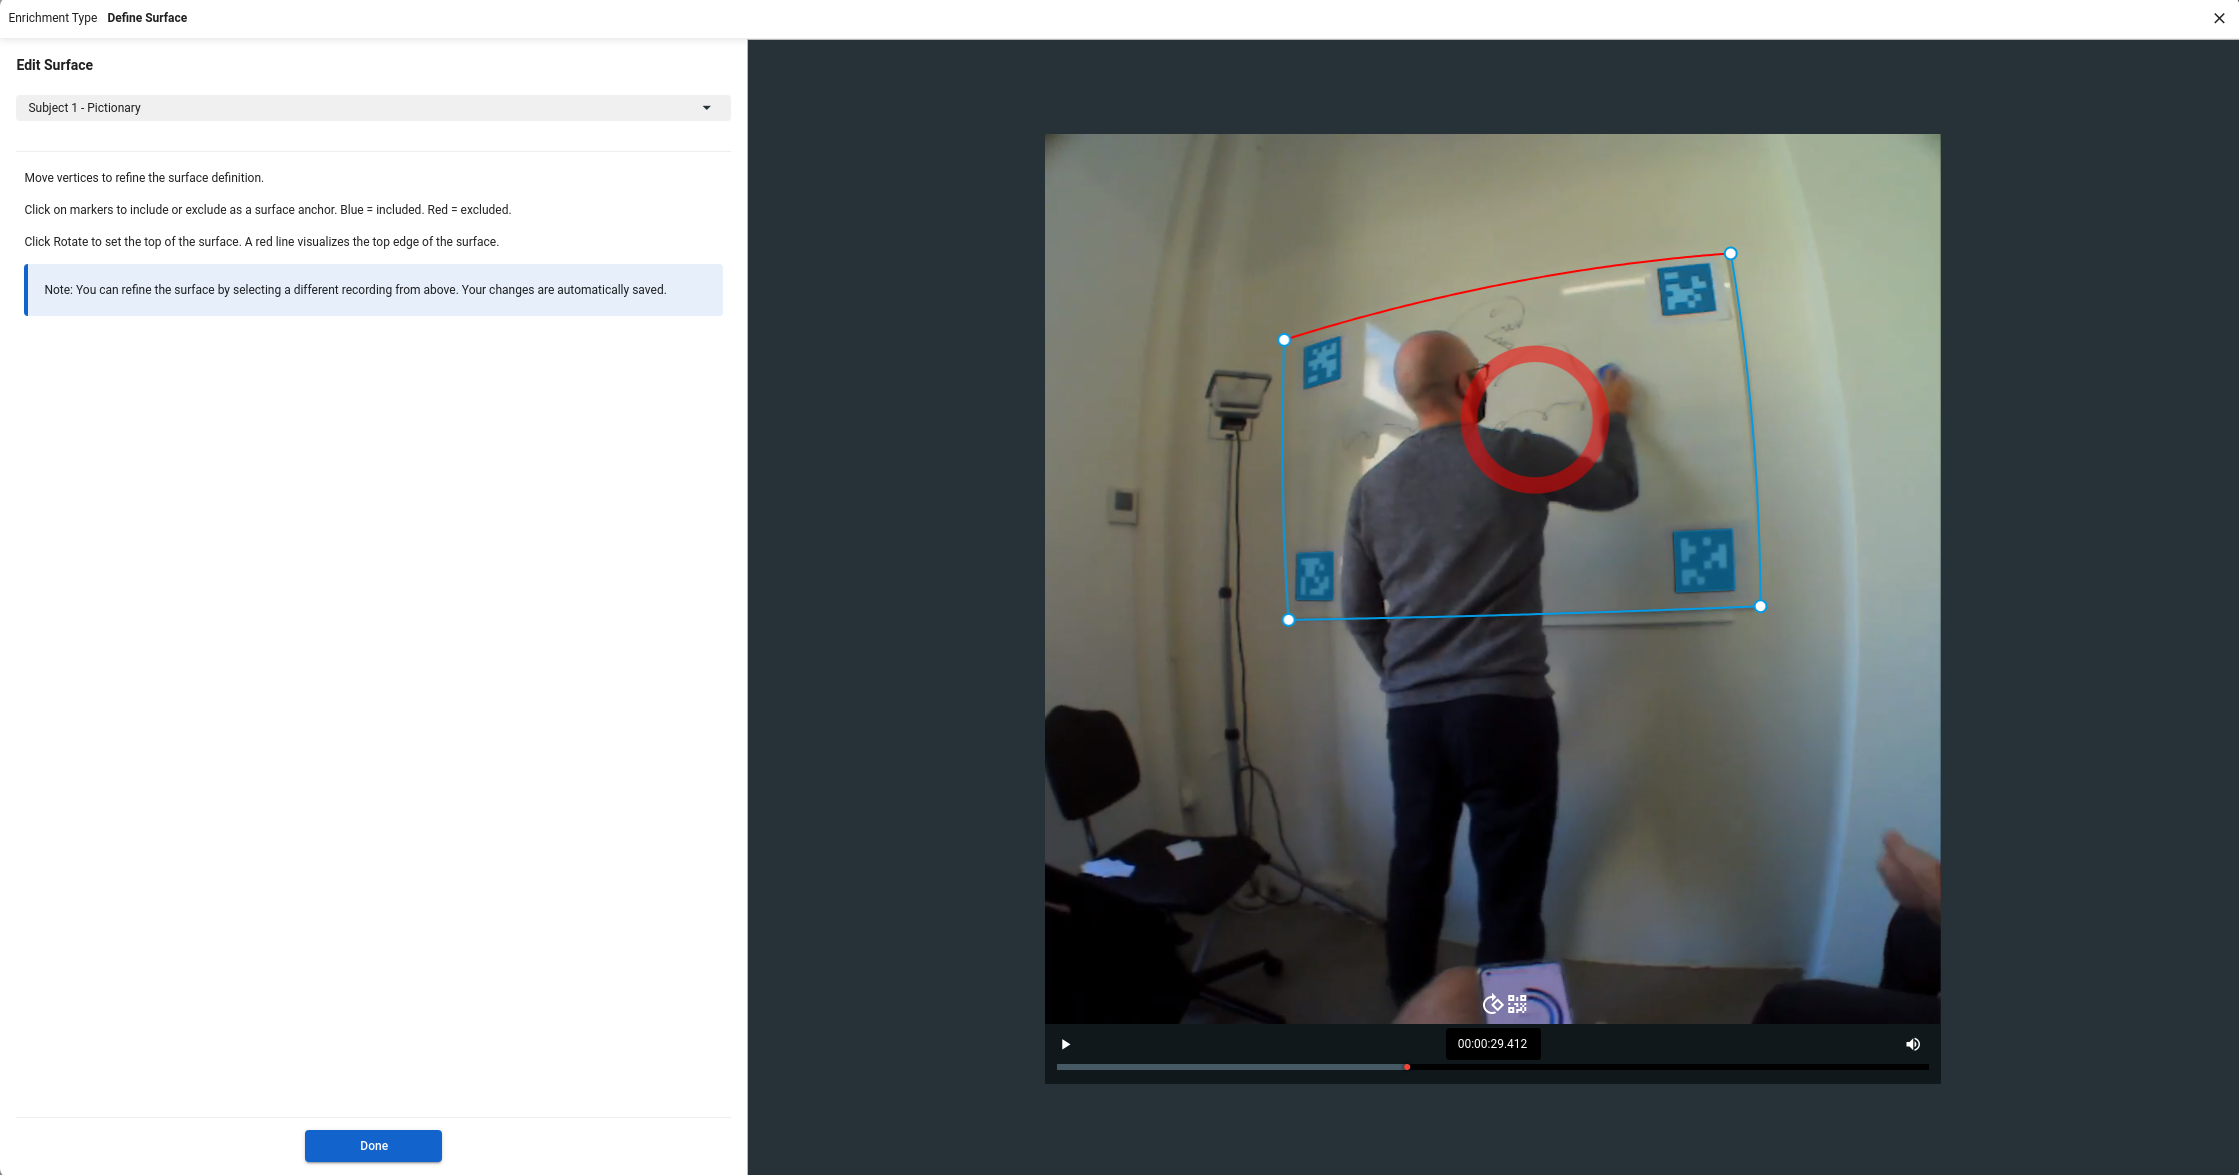 Enrichment Type Define Surface
Edit Surface
Subject 1 - Pictionary
Move vertices to refine the surface definition.
Click on markers to include or exclude as a surface anchor. Blue = included. Red = excluded.
Click Rotate to set the top of the surface. A red line visualizes the top edge of the surface.
Note: You can refine the surface by selecting a different recording from above. Your changes are automatically saved.
00:00:29.412
Done